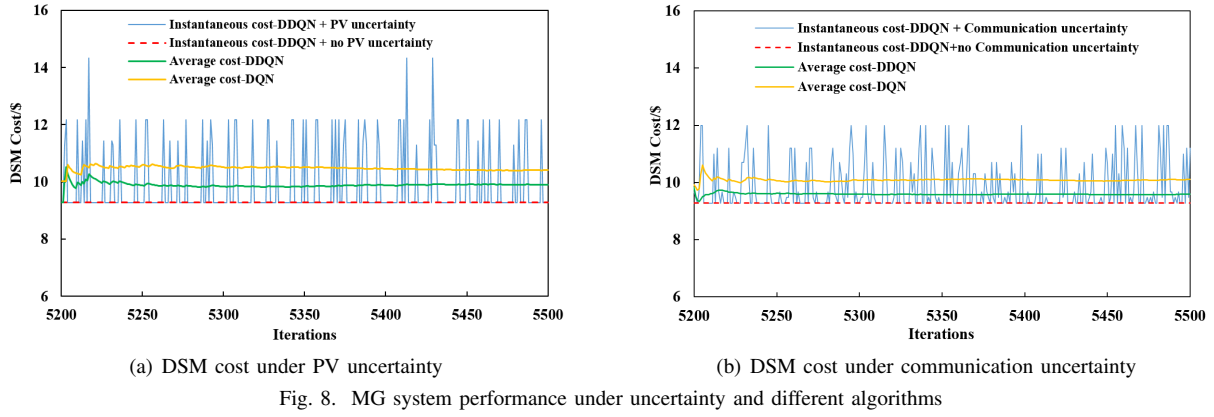 Instantaneous cost-DDQN + PV uncertainty
Instantaneous cost-DDQN + no PV uncertainty
Average cost-DDQN
Average cost-DQN
DSM Cost/$
16
14
12
10
8
6
5200 5250 5300 5350 5400 5450 5500
Iterations
(a) DSM cost under PV uncertainty
Instantaneous cost-DDQN + Communication uncertainty
Instantaneous cost-DDQN+no Communication uncertainty
Average cost-DDQN
Average cost-DQN
DSM Cost/$
16
14
12
10
8
6
5200 5250 5300 5350 5400 5450 5500
Iterations
(b) DSM cost under communication uncertainty
Fig. 8. MG system performance under uncertainty and different algorithms